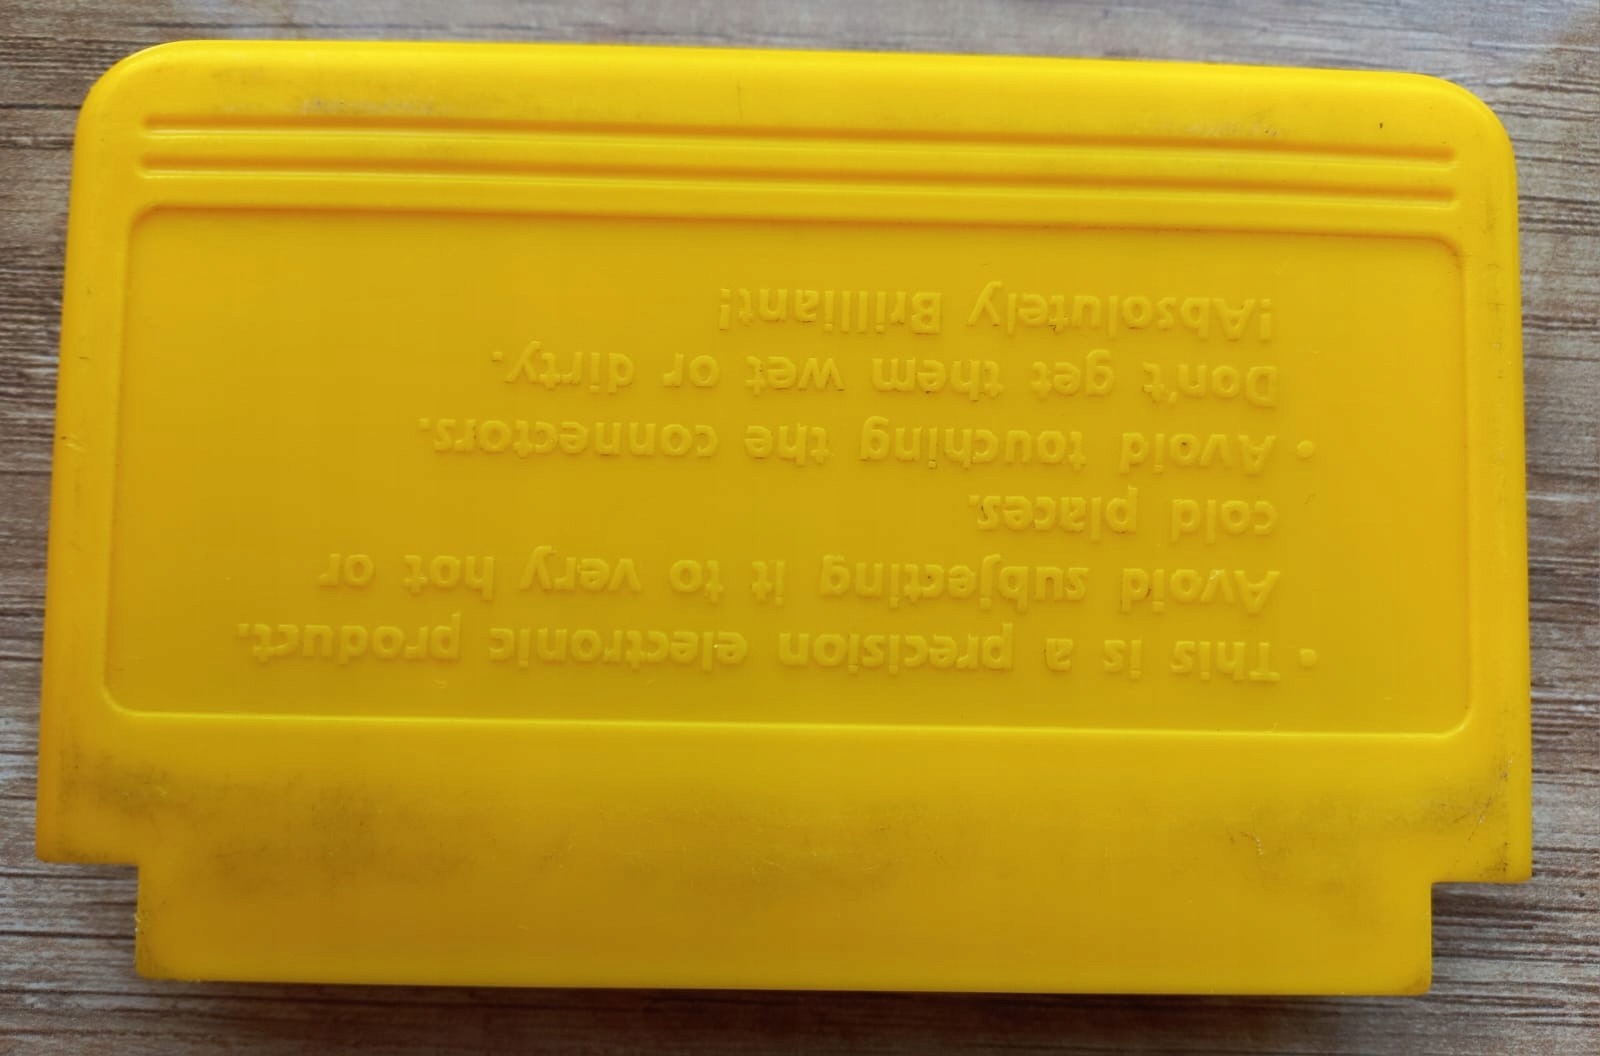 • This is a precision electronic product.
Avoid subjecting it to very hot or
cold places.
• Avoid touching the connectors.
Don't get them wet or dirty.
!Absolutely Brilliant!